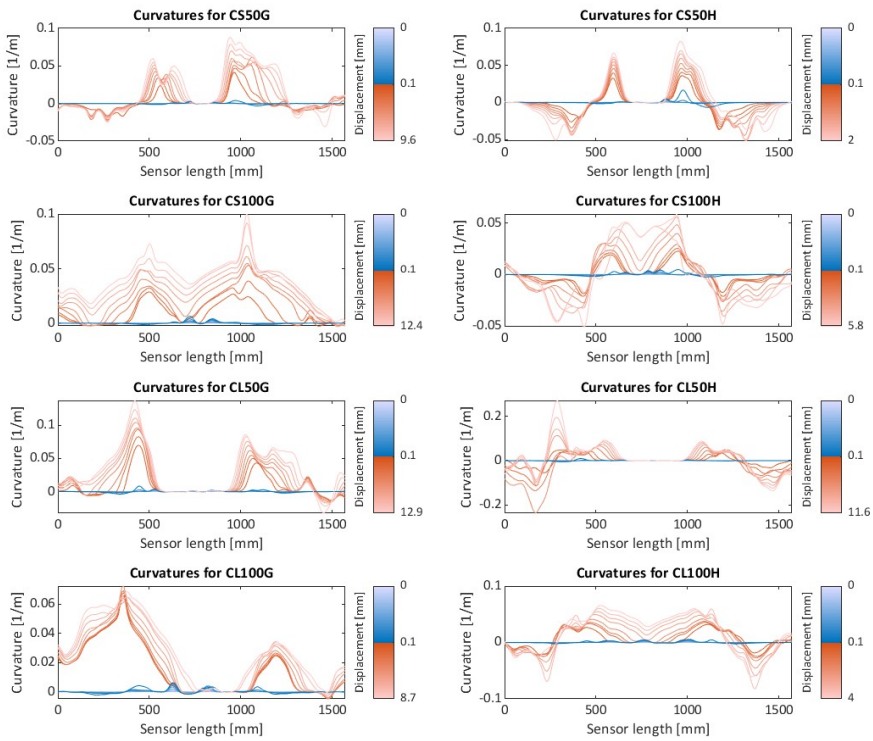 Curvatures for CS50G
0.1
0.05
0
-0.05
Curvature [1/m]
0 500 1000 1500
Sensor length [mm]
Displacement [mm]
0
0.1
9.6
Curvatures for CS50H
0.1
0.05
0
-0.05
Curvature [1/m]
0 500 1000 1500
Sensor length [mm]
Displacement [mm]
0
0.1
2
Curvatures for CS100G
0.1
0.05
0
Curvature [1/m]
0 500 1000 1500
Sensor length [mm]
Displacement [mm]
0
0.1
12.4
Curvatures for CS100H
0.05
0
-0.05
Curvature [1/m]
0 500 1000 1500
Sensor length [mm]
Displacement [mm]
0
0.1
5.8
Curvatures for CL50G
0.1
0.05
0
Curvature [1/m]
0 500 1000 1500
Sensor length [mm]
Displacement [mm]
0
0.1
12.9
Curvatures for CL50H
0.2
0
-0.2
Curvature [1/m]
0 500 1000 1500
Sensor length [mm]
Displacement [mm]
0
0.1
11.6
Curvatures for CL100G
0.06
0.04
0.02
0
Curvature [1/m]
0 500 1000 1500
Sensor length [mm]
Displacement [mm]
0
0.1
8.7
Curvatures for CL100H
0.1
0
-0.1
Curvature [1/m]
0 500 1000 1500
Sensor length [mm]
Displacement [mm]
0
0.1
4